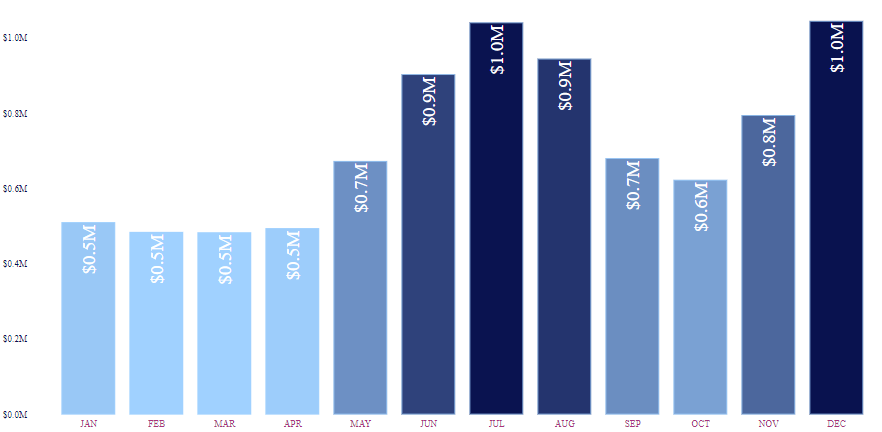 $1.0M
$0.8M
$0.6M
$0.4M
$0.2M
$0.0M
$0.5M
$0.5M
$0.5M
$0.5M
$0.7M
$0.9M
$1.0M
$0.9M
$0.7M
$0.6M
$0.8M
$1.0M
JAN FEB MAR APR MAY JUN JUL AUG SEP OCT NOV DEC